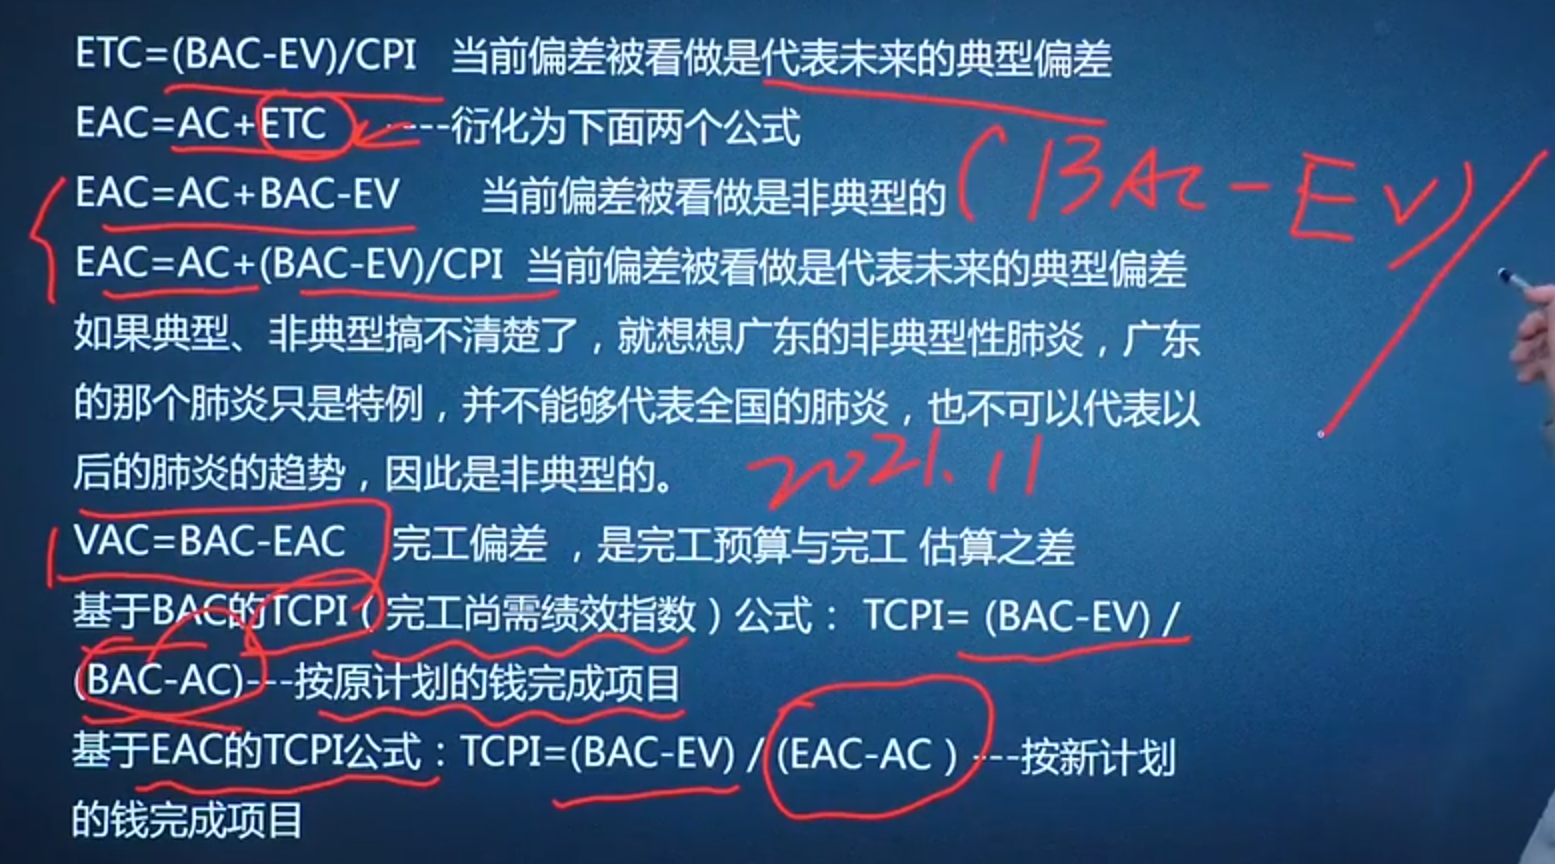 ETC=(BAC-EV)/CPI 当前偏差被看做是代表未来的典型偏差
EAC=AC+ETC ----衍化为下面两个公式
EAC=AC+BAC-EV 当前偏差被看做是非典型的
(BAC-EV)/
EAC=AC+(BAC-EV)/CPI 当前偏差被看做是代表未来的典型偏差
如果典型、非典型搞不清楚了，就想想广东的非典型性肺炎，广东
的那个肺炎只是特例，并不能够代表全国的肺炎，也不可以代表以
后的肺炎的趋势，因此是非典型的。
2021.11
VAC=BAC-EAC 完工偏差 ，是完工预算与完工 估算之差
基于BAC的TCPI（完工尚需绩效指数）公式： TCPI= (BAC-EV) /
(BAC-AC)---按原计划的钱完成项目
基于EAC的TCPI公式：TCPI=(BAC-EV) / (EAC-AC ) ---按新计划
的钱完成项目